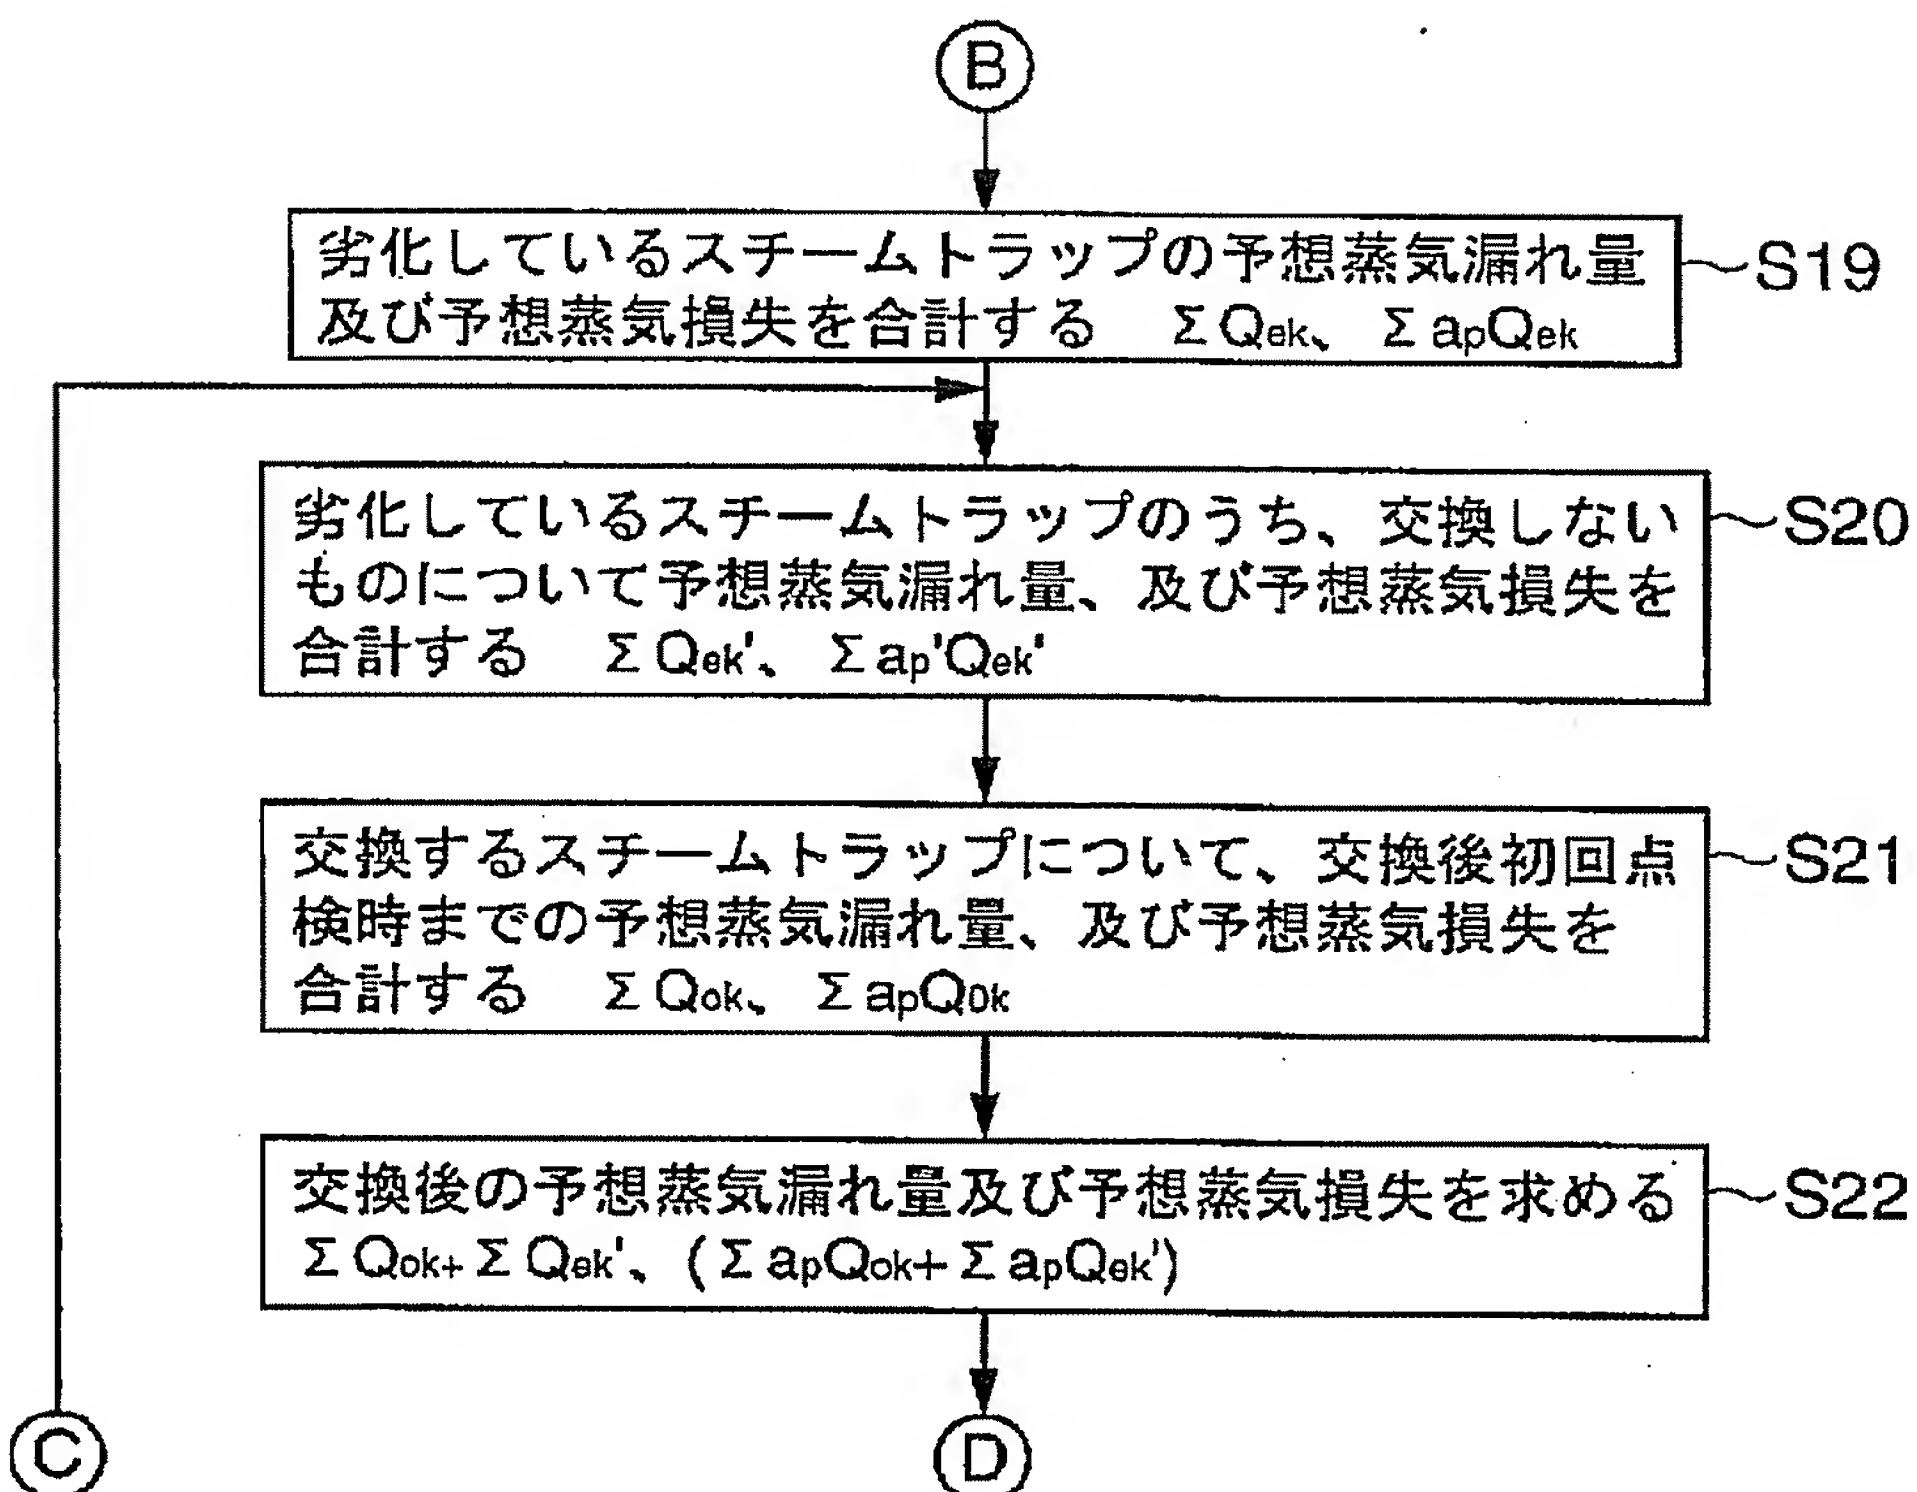 B
劣化しているスチームトラップの予想蒸気漏れ量
及び予想蒸気損失を合計する ΣQek、 ΣapQek
S19
劣化しているスチームトラップのうち、交換しない
ものについて予想蒸気漏れ量、及び予想蒸気損失を
合計する ΣQek'、 Σap'Qek'
S20
交換するスチームトラップについて、交換後初回点
検時までの予想蒸気漏れ量、及び予想蒸気損失を
合計する ΣQok、 ΣapQ0k
S21
交換後の予想蒸気漏れ量及び予想蒸気損失を求める
ΣQok+ΣQek'、(ΣapQok+ΣapQek')
S22
C
D